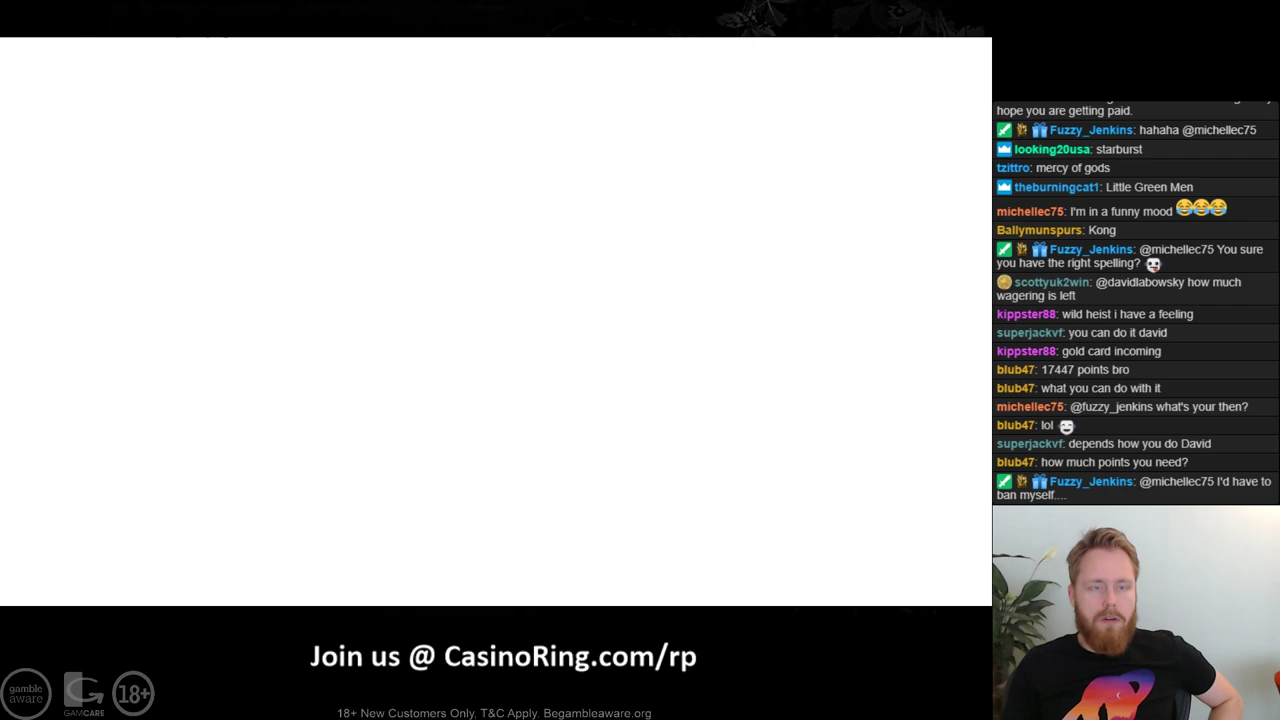 hope you are getting paid.
Fuzzy_Jenkins: hahaha @michellec75
looking20usa: starburst
tzittro: mercy of gods
theburningcat1: Little Green Men
michellec75: I'm in a funny mood 😂😂😂
Ballymunspurs: Kong
Fuzzy_Jenkins: @michellec75 You sure
you have the right spelling?
scottyuk2win: @davidlabowsky how much
wagering is left
kippster88: wild heist i have a feeling
superjackvf: you can do it david
kippster88: gold card incoming
blub47: 17447 points bro
blub47: what you can do with it
michellec75: @fuzzy_jenkins what's your then?
blub47: lol
superjackvf: depends how you do David
blub47: how much points you need?
Fuzzy_Jenkins: @michellec75 I'd have to
ban myself....
Join us @ CasinoRing.com/rp
gamble
aware
GAMCARE
18+
18+ New Customers Only, T&C Apply. Begambleaware.org